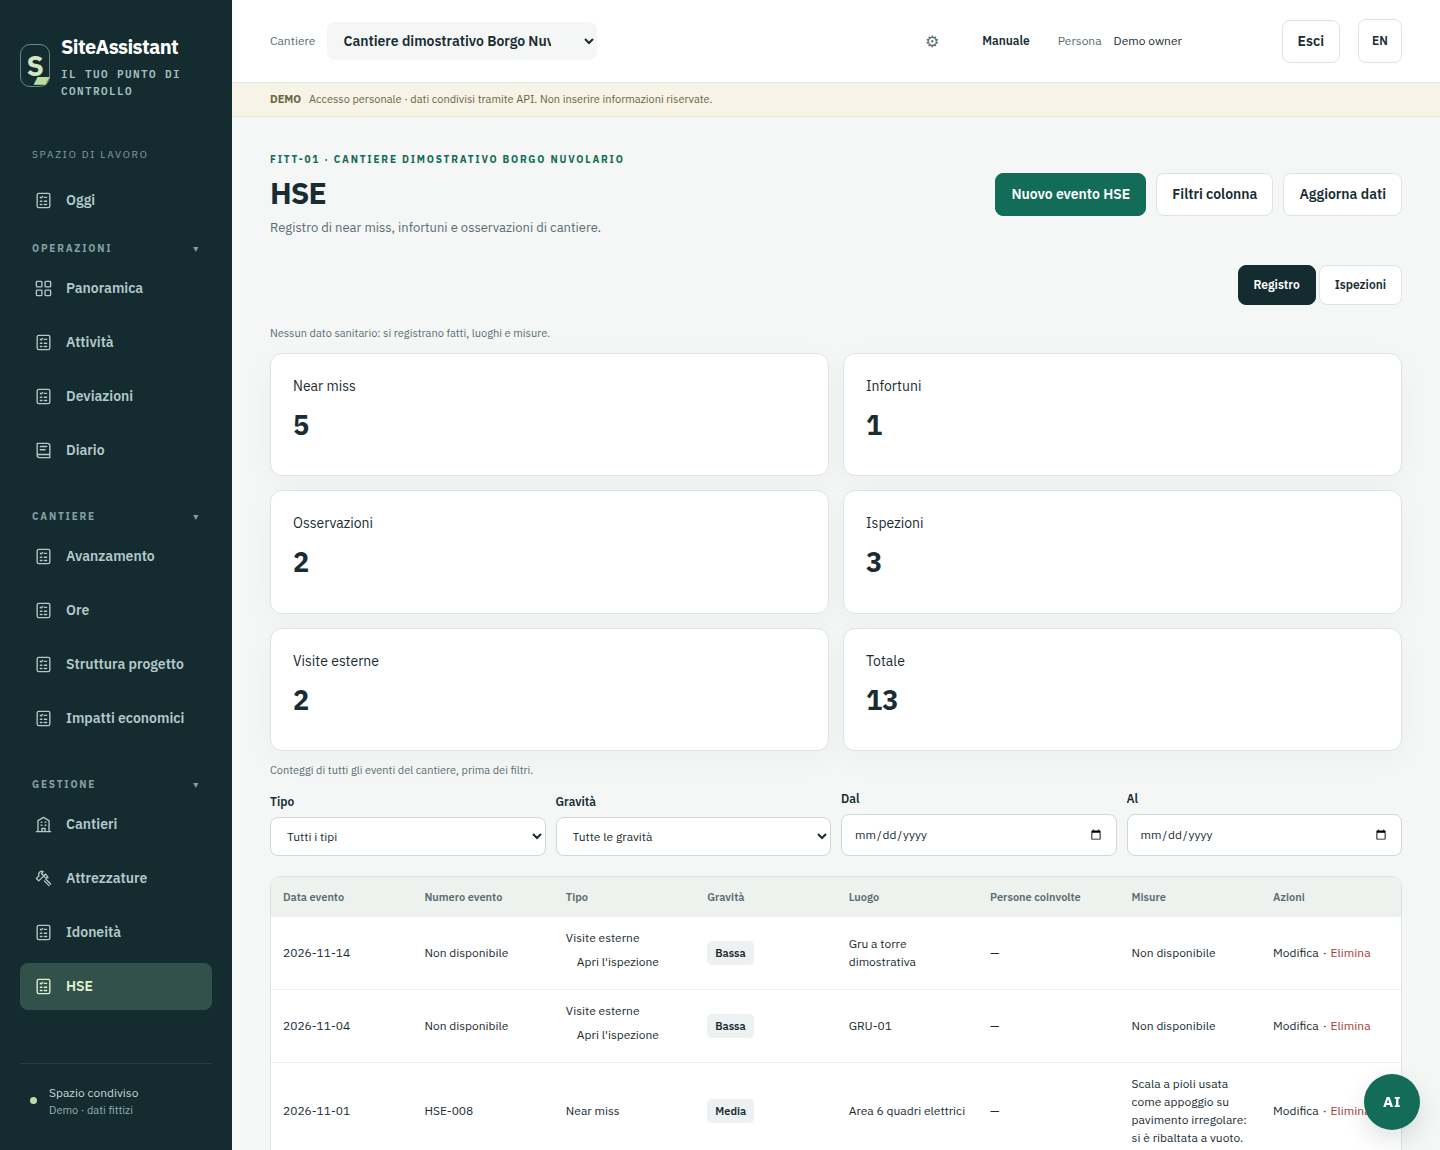 SiteAssistant
IL TUO PUNTO DI
CONTROLLO
SPAZIO DI LAVORO
Oggi
OPERAZIONI
Panoramica
Attività
Deviazioni
Diario
CANTIERE
Avanzamento
Ore
Struttura progetto
Impatti economici
GESTIONE
Cantieri
Attrezzature
Idoneità
HSE
Spazio condiviso
Demo · dati fittizi
Cantiere Cantiere dimostrativo Borgo Nuv Manuale Persona Demo owner Esci EN
DEMO Accesso personale · dati condivisi tramite API. Non inserire informazioni riservate.
FITT-01 · CANTIERE DIMOSTRATIVO BORGO NUVOLARIO
HSE
Registro di near miss, infortuni e osservazioni di cantiere.
Nuovo evento HSE Filtri colonna Aggiorna dati
Registro Ispezioni
Nessun dato sanitario: si registrano fatti, luoghi e misure.
Near miss
5
Infortuni
1
Osservazioni
2
Ispezioni
3
Visite esterne
2
Totale
13
Conteggi di tutti gli eventi del cantiere, prima dei filtri.
Tipo Gravità Dal Al
Tutti i tipi Tutte le gravità mm/dd/yyyy mm/dd/yyyy
Data evento Numero evento Tipo Gravità Luogo Persone coinvolte Misure Azioni
2026-11-14 Non disponibile Visite esterne
Apri l'ispezione
Bassa
Gru a torre
dimostrativa
— Non disponibile Modifica · Elimina
2026-11-04 Non disponibile Visite esterne
Apri l'ispezione
Bassa GRU-01 — Non disponibile Modifica · Elimina
2026-11-01 HSE-008 Near miss Media Area 6 quadri elettrici —
Scala a pioli usata
come appoggio su
pavimento irregolare:
si è ribaltata a vuoto.
Modifica · Elimina
AI